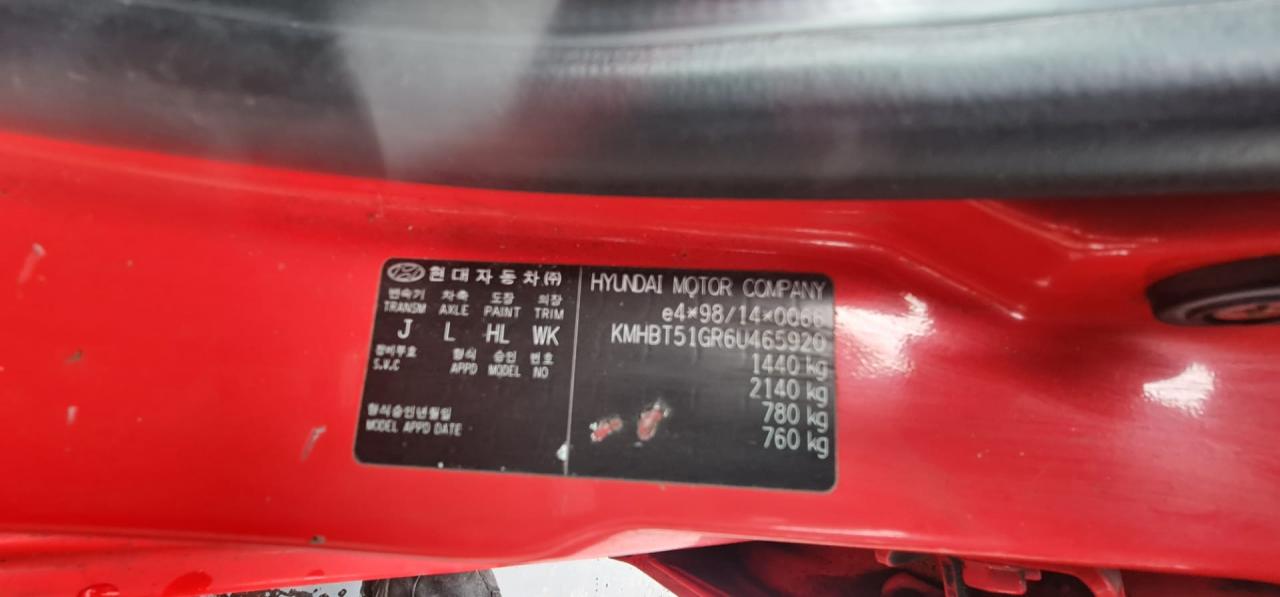 현대자동차㈜
변속기 차축 도장 의장
TRANSM AXLE PAINT TRIM
J L HL WK
정비부호 형식 승인 번호
S.V.C APPD MODEL NO
형식승인년월일
MODEL APPD DATE
HYUNDAI MOTOR COMPANY
e4*98/14*0066
KMHBT51GR6U465920
1440 kg
2140 kg
780 kg
760 kg